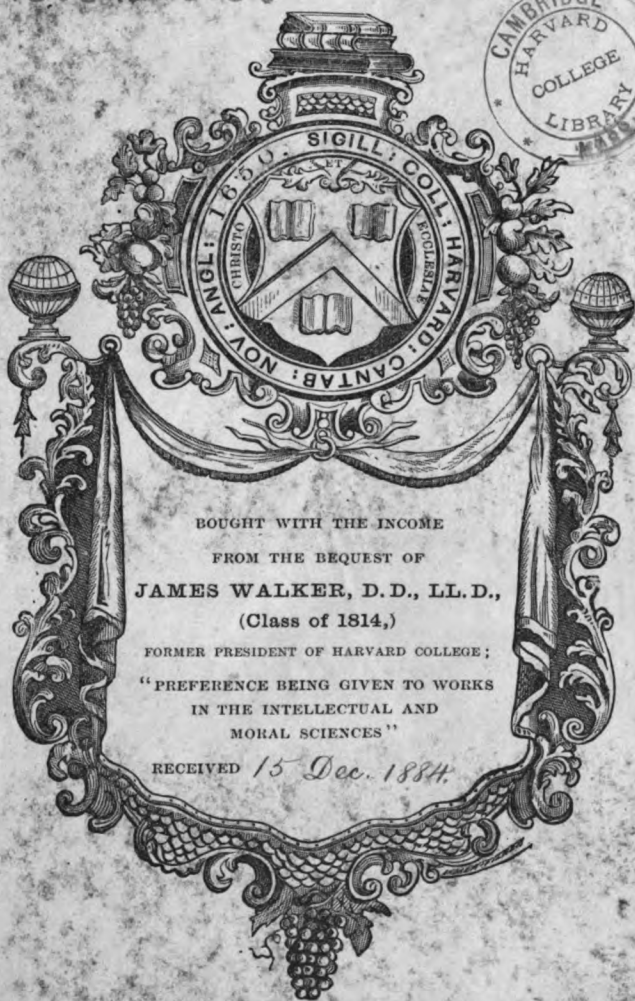 CAMBRIDGE
HARVARD
COLLEGE
LIBRARY
SIGILL: COLL: HARVARD: CANTAB: NOV: ANGL: 1650.
ET
CHRISTO
ECCLESIAE
BOUGHT WITH THE INCOME
FROM THE BEQUEST OF
JAMES WALKER, D.D., LL.D.,
(Class of 1814,)
FORMER PRESIDENT OF HARVARD COLLEGE;
"PREFERENCE BEING GIVEN TO WORKS
IN THE INTELLECTUAL AND
MORAL SCIENCES"
RECEIVED 15 Dec. 1884.